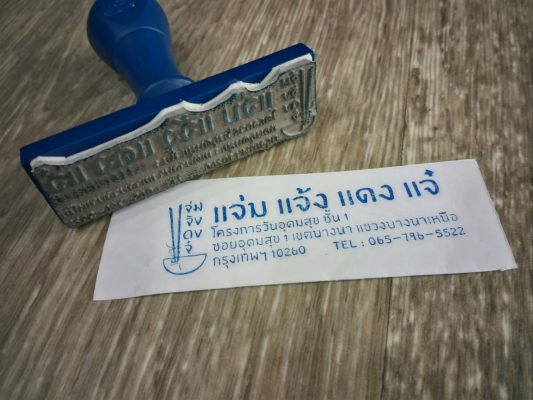 แจ่ม แจ้ง แดง แจ๋
โครงการวันอุดมสุข ชั้น 1
ซอยอุดมสุข 1 เขตบางนา แขวงบางนาเหนือ
กรุงเทพฯ 10260 TEL : 065-796-5522
จ่ม
จ้ง
ดง
จ๋